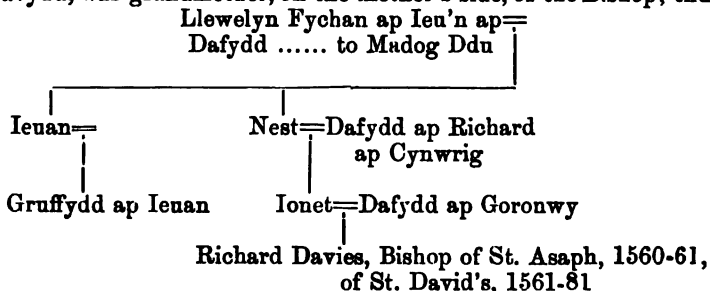 was grandmother, on the mother's side, of the Bishop,
Llewelyn Fychan ap Ieu'n ap=
Dafydd ...... to Madog Ddu
Ieuan= Nest=Dafydd ap Richard
ap Cynwrig
Gruffydd ap Ieuan Ionet=Dafydd ap Goronwy
Richard Davies, Bishop of St. Asaph, 1560-61,
of St. David's, 1561-81